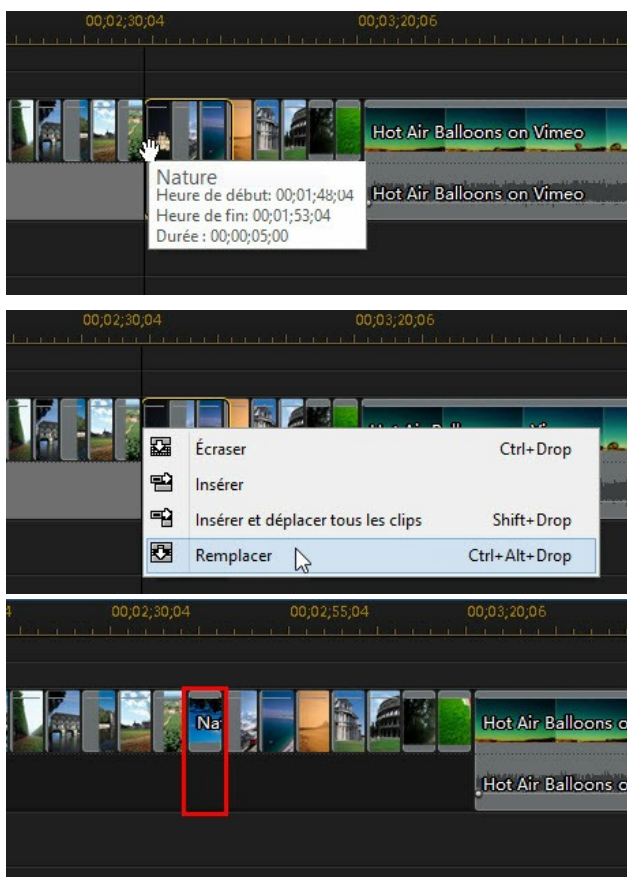 00;02;30;04 00;03;20;06
Hot Air Balloons on Vimeo
Nature
Heure de début: 00;01;48;04
Hot Air Balloons on Vimeo
Heure de fin: 00;01;53;04
Durée : 00;00;05;00
00;02;30;04 00;03;20;06
Écraser Ctrl+Drop
Insérer
Insérer et déplacer tous les clips Shift+Drop
Remplacer Ctrl+Alt+Drop
4 00;02;30;04 00;02;55;04 00;03;20;06
Na Hot Air Balloons o
Hot Air Balloons o